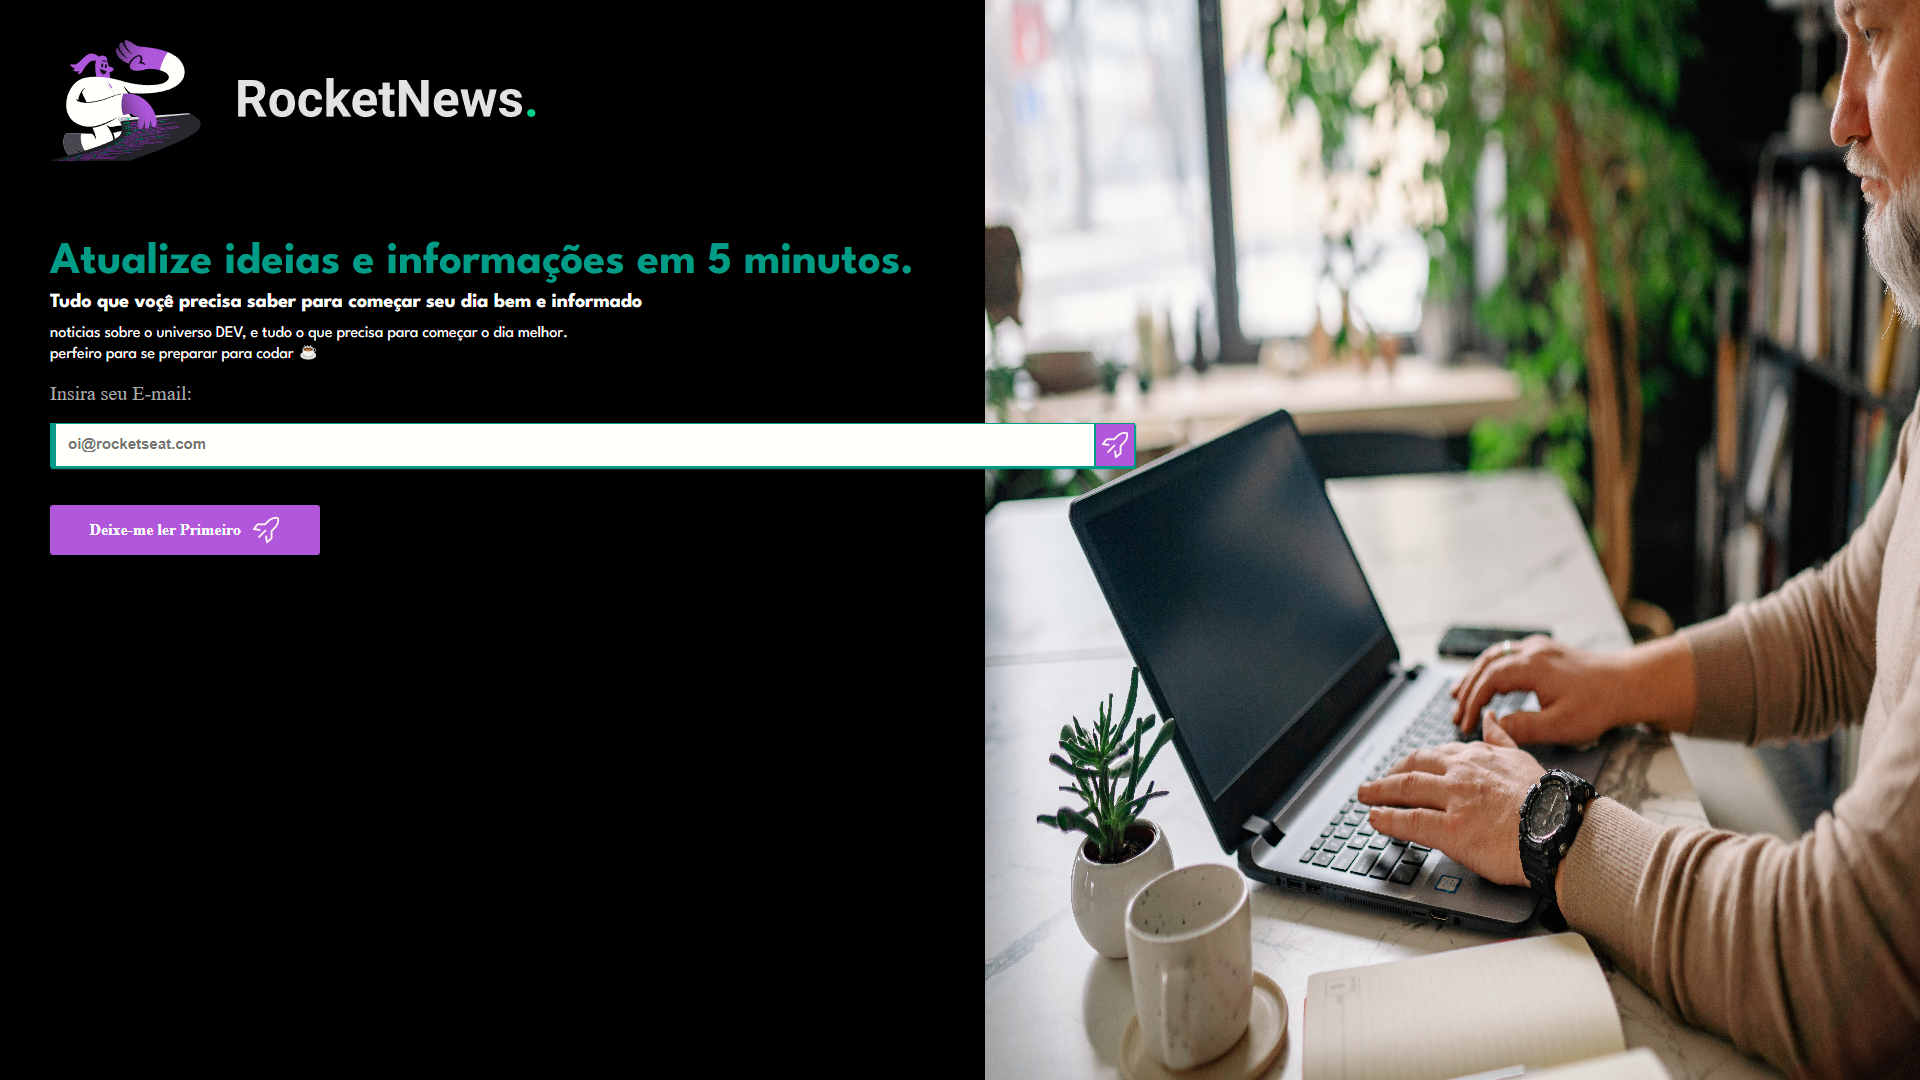 RocketNews.
Atualize ideias e informações em 5 minutos.
Tudo que voçê precisa saber para começar seu dia bem e informado
noticias sobre o universo DEV, e tudo o que precisa para começar o dia melhor.
perfeiro para se preparar para codar ☕
Insira seu E-mail:
oi@rocketseat.com
Deixe-me ler Primeiro